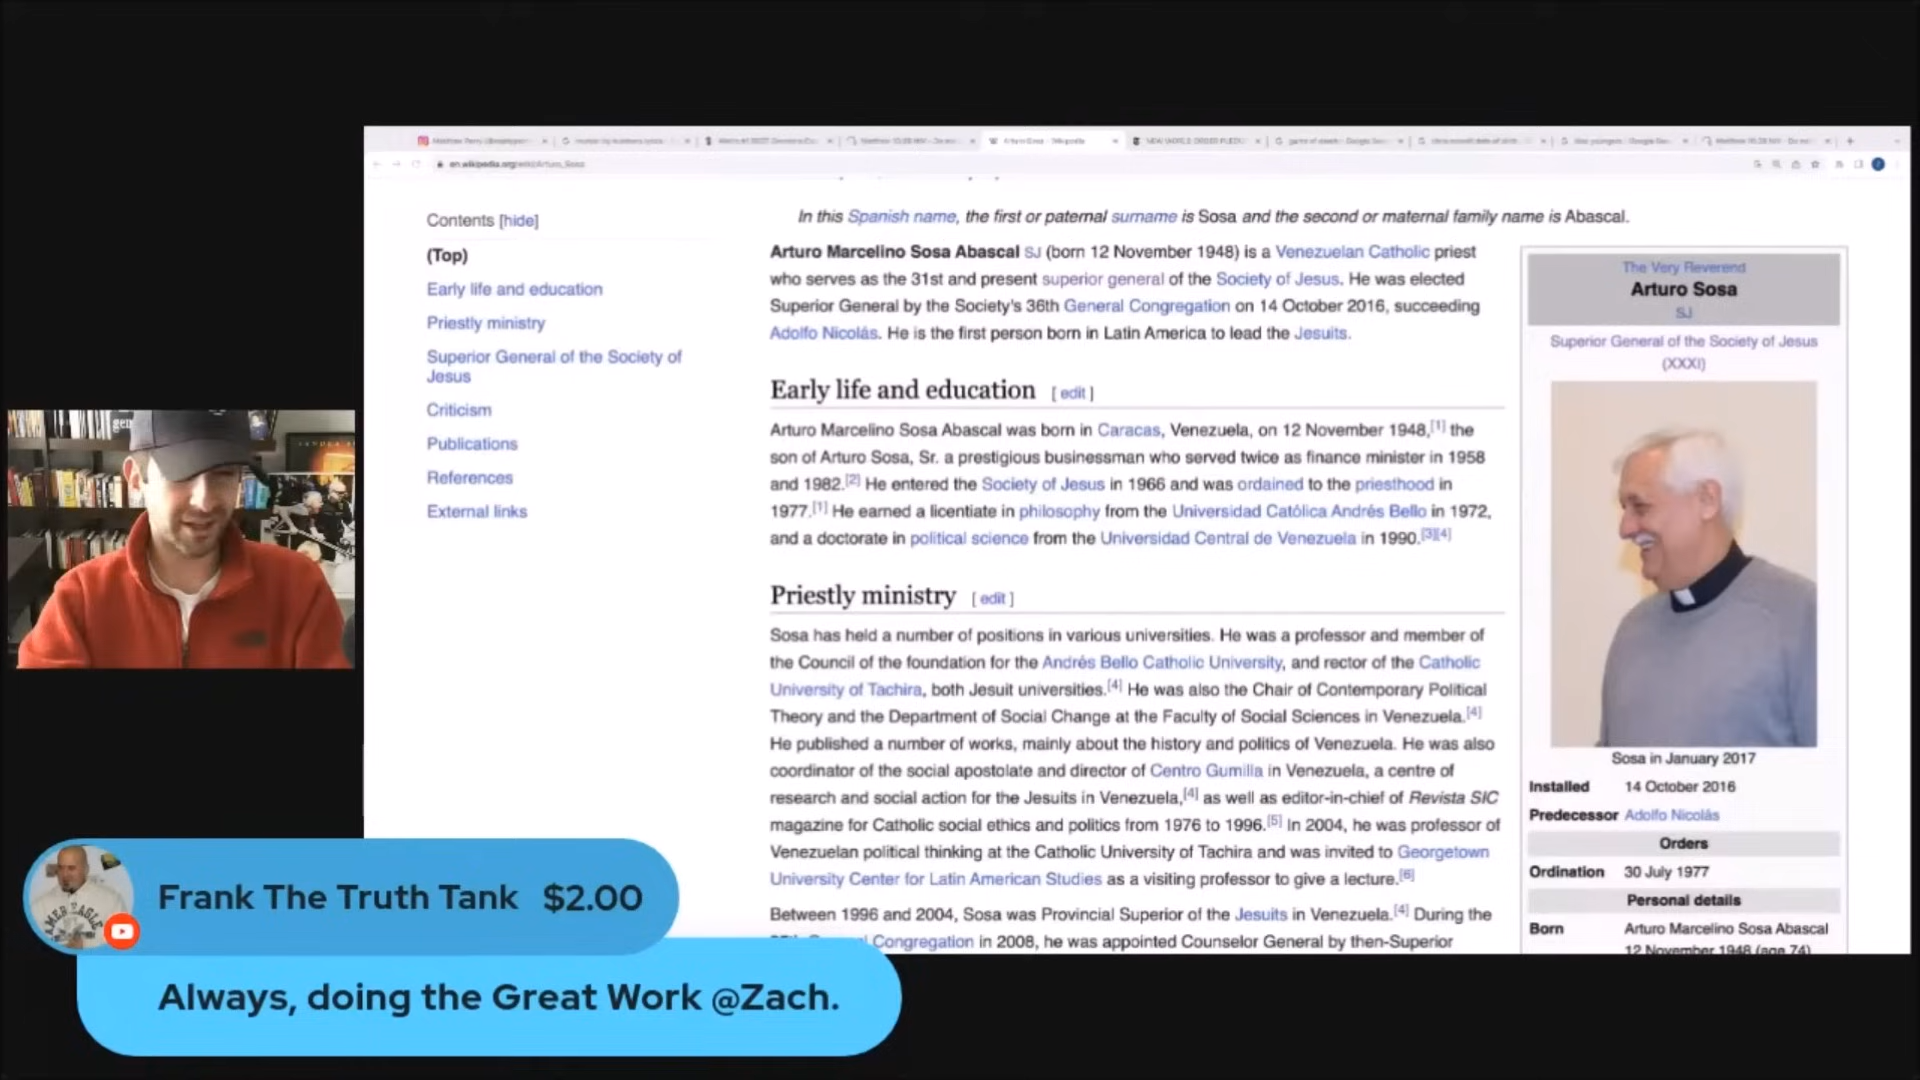 Arturo Sosa - Wikipedia
en.wikipedia.org/wiki/Arturo_Sosa
Contents [hide]
(Top)
Early life and education
Priestly ministry
Superior General of the Society of
Jesus
Criticism
Publications
References
External links
In this Spanish name, the first or paternal surname is Sosa and the second or maternal family name is Abascal.
Arturo Marcelino Sosa Abascal SJ (born 12 November 1948) is a Venezuelan Catholic priest
who serves as the 31st and present superior general of the Society of Jesus. He was elected
Superior General by the Society's 36th General Congregation on 14 October 2016, succeeding
Adolfo Nicolás. He is the first person born in Latin America to lead the Jesuits.
Early life and education [ edit ]
Arturo Marcelino Sosa Abascal was born in Caracas, Venezuela, on 12 November 1948,[1] the
son of Arturo Sosa, Sr. a prestigious businessman who served twice as finance minister in 1958
and 1982.[2] He entered the Society of Jesus in 1966 and was ordained to the priesthood in
1977.[1] He earned a licentiate in philosophy from the Universidad Católica Andrés Bello in 1972,
and a doctorate in political science from the Universidad Central de Venezuela in 1990.[3][4]
Priestly ministry [ edit ]
Sosa has held a number of positions in various universities. He was a professor and member of
the Council of the foundation for the Andrés Bello Catholic University, and rector of the Catholic
University of Tachira, both Jesuit universities.[4] He was also the Chair of Contemporary Political
Theory and the Department of Social Change at the Faculty of Social Sciences in Venezuela.[4]
He published a number of works, mainly about the history and politics of Venezuela. He was also
coordinator of the social apostolate and director of Centro Gumilla in Venezuela, a centre of
research and social action for the Jesuits in Venezuela,[4] as well as editor-in-chief of Revista SIC
magazine for Catholic social ethics and politics from 1976 to 1996.[5] In 2004, he was professor of
Venezuelan political thinking at the Catholic University of Tachira and was invited to Georgetown
University Center for Latin American Studies as a visiting professor to give a lecture.[6]
Between 1996 and 2004, Sosa was Provincial Superior of the Jesuits in Venezuela.[4] During the
Congregation in 2008, he was appointed Counselor General by then-Superior
The Very Reverend
Arturo Sosa
SJ
Superior General of the Society of Jesus
(XXXI)
Sosa in January 2017
Installed 14 October 2016
Predecessor Adolfo Nicolás
Orders
Ordination 30 July 1977
Personal details
Born Arturo Marcelino Sosa Abascal
12 November 1948 (age 74)
Frank The Truth Tank $2.00
Always, doing the Great Work @Zach.